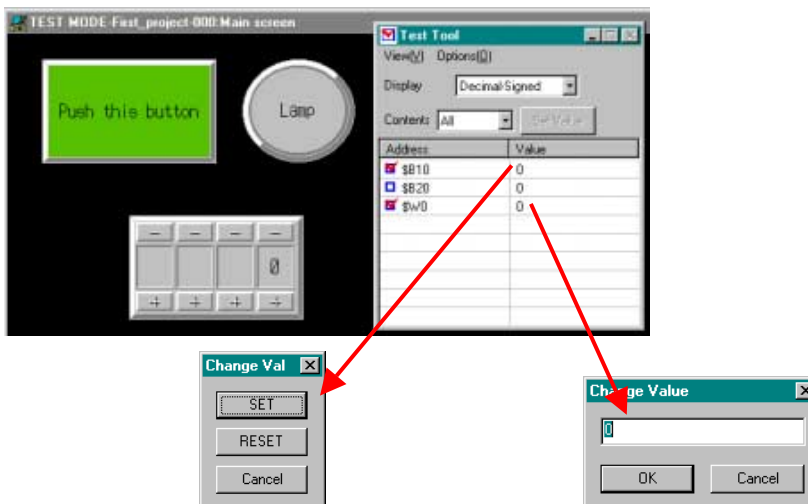 TEST MODE-First_project-000:Main screen
Push this button
Lamp
0
Test Tool
View(V) Options(O)
Display Decimal-Signed
Contents All Set Value
Address Value
$B10 0
$B20 0
$W0 0
Change Val
SET
RESET
Cancel
Change Value
0
OK Cancel